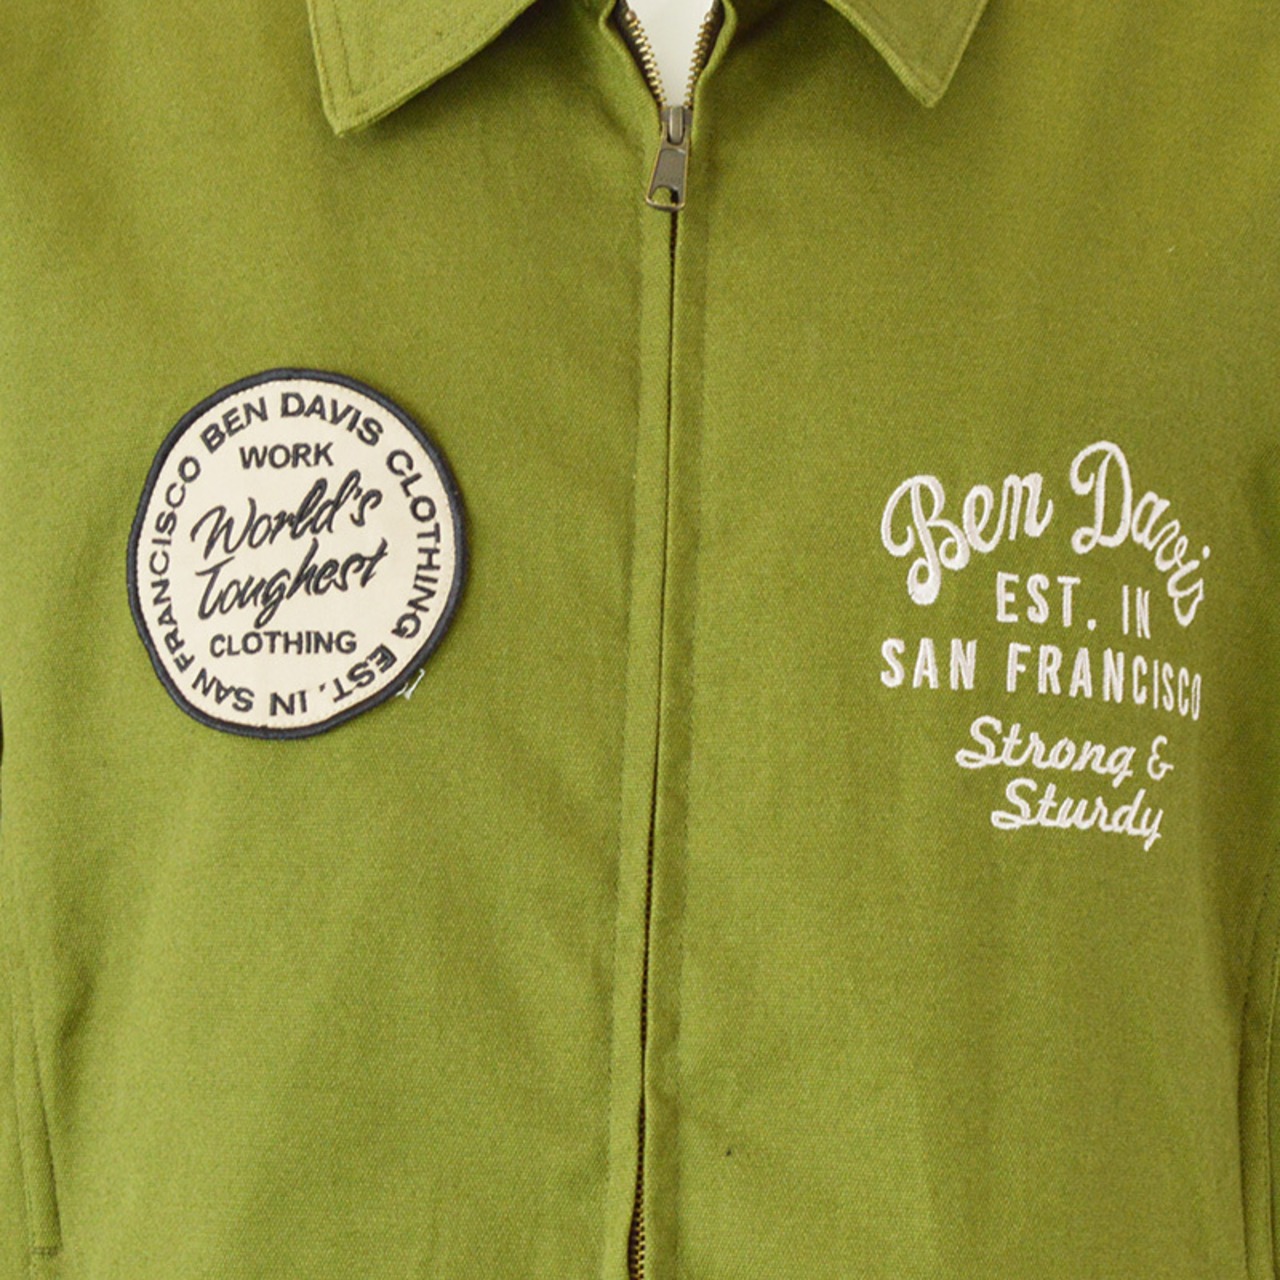 BEN DAVIS CLOTHING EST. IN SAN FRANCISCO
WORK
World's
Toughest
CLOTHING
Ben Davis
EST. IN
SAN FRANCISCO
Strong &
Sturdy